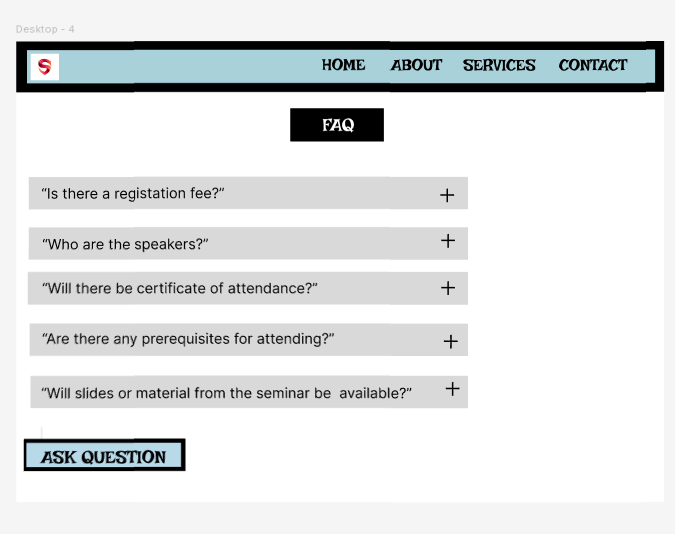 Desktop - 4
S
HOME ABOUT SERVICES CONTACT
FAQ
“Is there a registation fee?” +
“Who are the speakers?” +
“Will there be certificate of attendance?” +
“Are there any prerequisites for attending?” +
“Will slides or material from the seminar be available?” +
ASK QUESTION